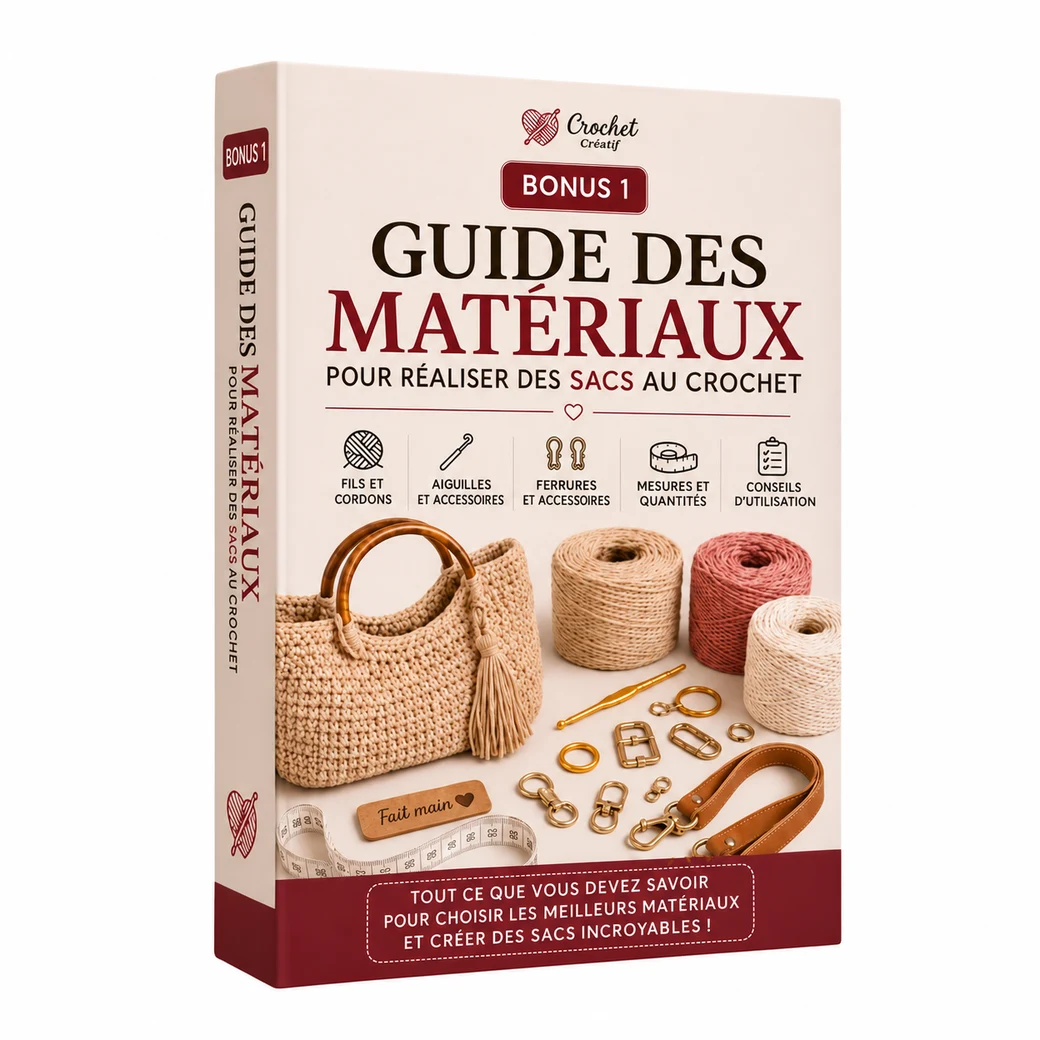 BONUS 1
GUIDE DES MATÉRIAUX
POUR RÉALISER DES SACS AU CROCHET
Crochet
Créatif
BONUS 1
GUIDE DES
MATÉRIAUX
POUR RÉALISER DES SACS AU CROCHET
FILS ET
CORDONS
AIGUILLES
ET ACCESSOIRES
FERRURES
ET ACCESSOIRES
MESURES ET
QUANTITÉS
CONSEILS
D'UTILISATION
Fait main
TOUT CE QUE VOUS DEVEZ SAVOIR
POUR CHOISIR LES MEILLEURS MATÉRIAUX
ET CRÉER DES SACS INCROYABLES !